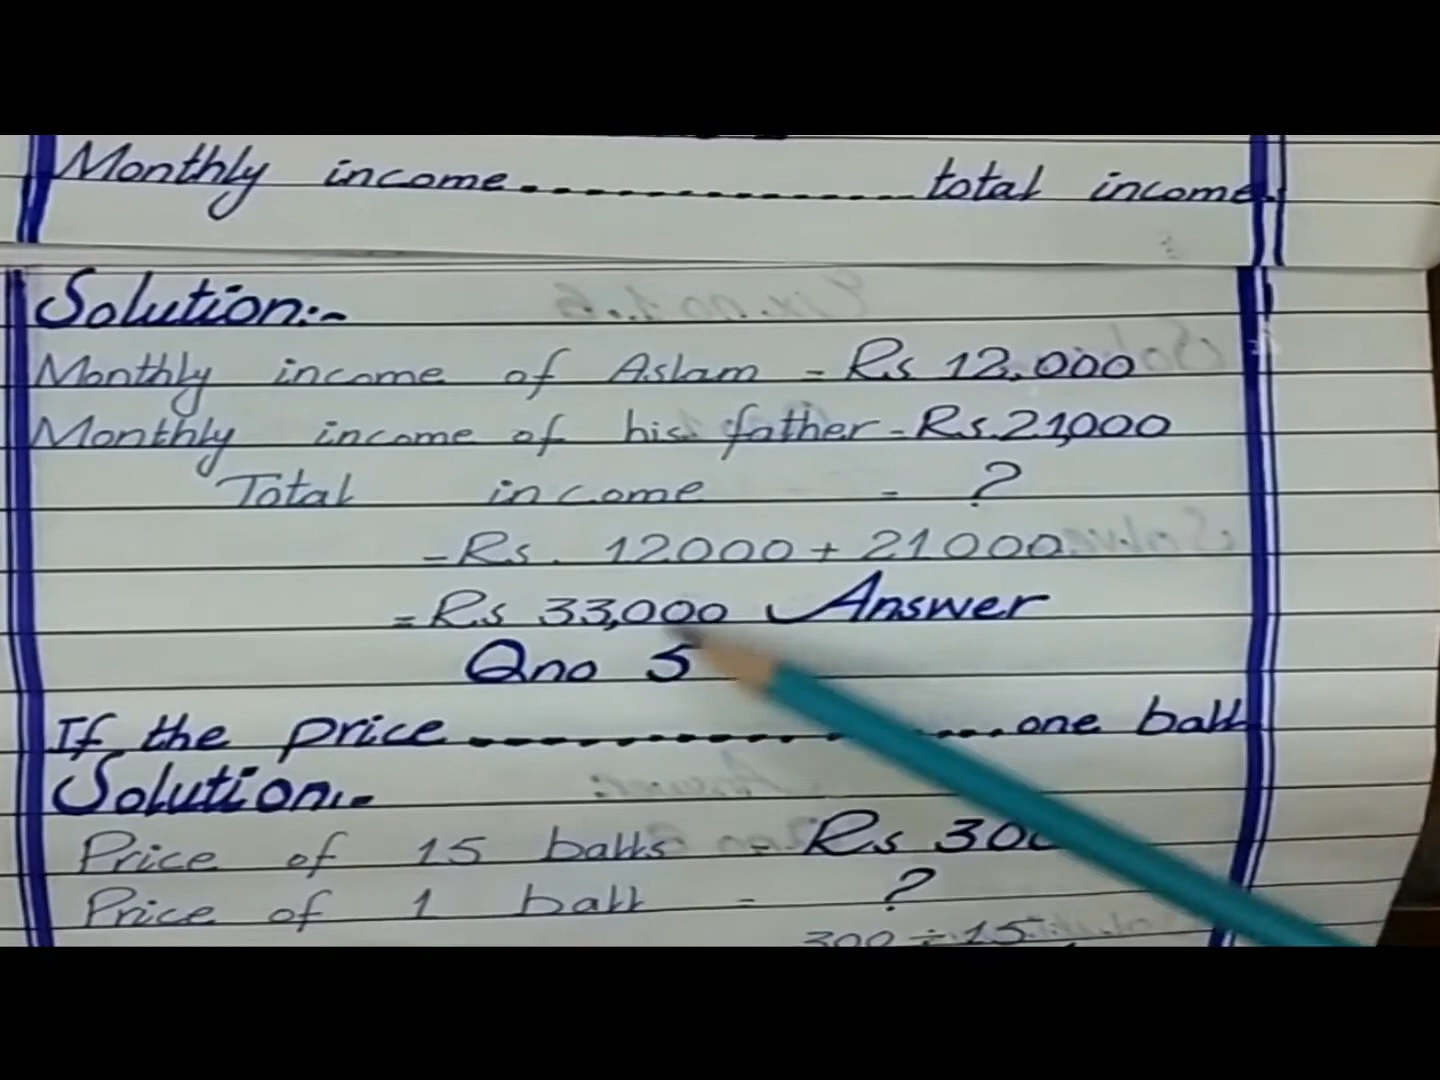 Monthly income.................total income.
Solution:-
Monthly income of Aslam = Rs 12,000
Monthly income of his father = Rs.21,000
Total income = ?
= Rs. 12000 + 21000
= Rs 33,000 Answer
Qno 5
If the price.................one ball
Solution:-
Price of 15 balls = Rs 300
Price of 1 ball = ?
300 ÷ 15